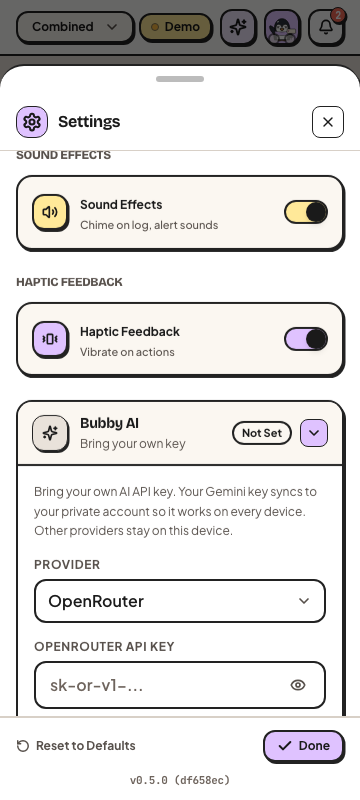 Combined
Demo
2
Settings
SOUND EFFECTS
Sound Effects
Chime on log, alert sounds
HAPTIC FEEDBACK
Haptic Feedback
Vibrate on actions
Bubby AI
Bring your own key
Not Set
Bring your own AI API key. Your Gemini key syncs to
your private account so it works on every device.
Other providers stay on this device.
PROVIDER
OpenRouter
OPENROUTER API KEY
sk-or-v1-...
Reset to Defaults
Done
v0.5.0 (df658ec)